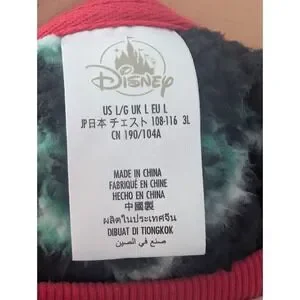 Disney
US L/G UK L EU L
JP日本 チェスト 108-116 3L
CN 190/104A
MADE IN CHINA
FABRIQUÉ EN CHINE
HECHO EN CHINA
中國製
ผลิตในประเทศจีน
DIBUAT DI TIONGKOK
صنع في الصين